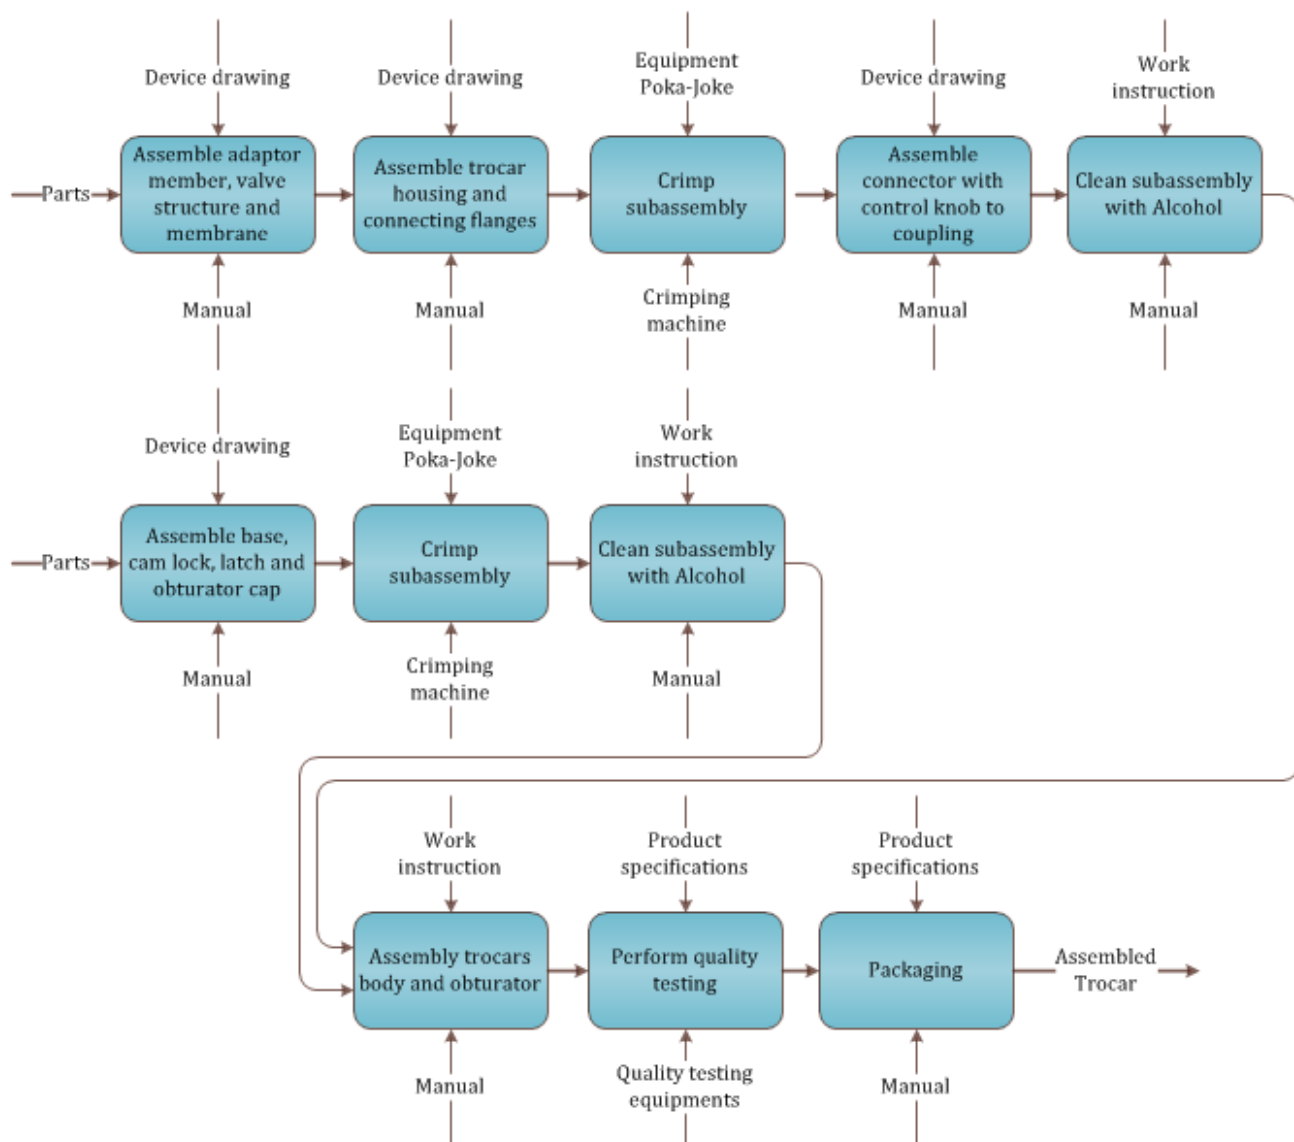 Device drawing
Device drawing
Equipment
Poka-Joke
Device drawing
Work
instruction
Parts
Assemble adaptor
member, valve
structure and
membrane
Assemble trocar
housing and
connecting flanges
Crimp
subassembly
Assemble
connector with
control knob to
coupling
Clean subassembly
with Alcohol
Manual
Manual
Crimping
machine
Manual
Manual
Device drawing
Equipment
Poka-Joke
Work
instruction
Parts
Assemble base,
cam lock, latch and
obturator cap
Crimp
subassembly
Clean subassembly
with Alcohol
Manual
Crimping
machine
Manual
Work
instruction
Product
specifications
Product
specifications
Assembly trocars
body and obturator
Perform quality
testing
Packaging
Assembled
Trocar
Manual
Quality testing
equipments
Manual